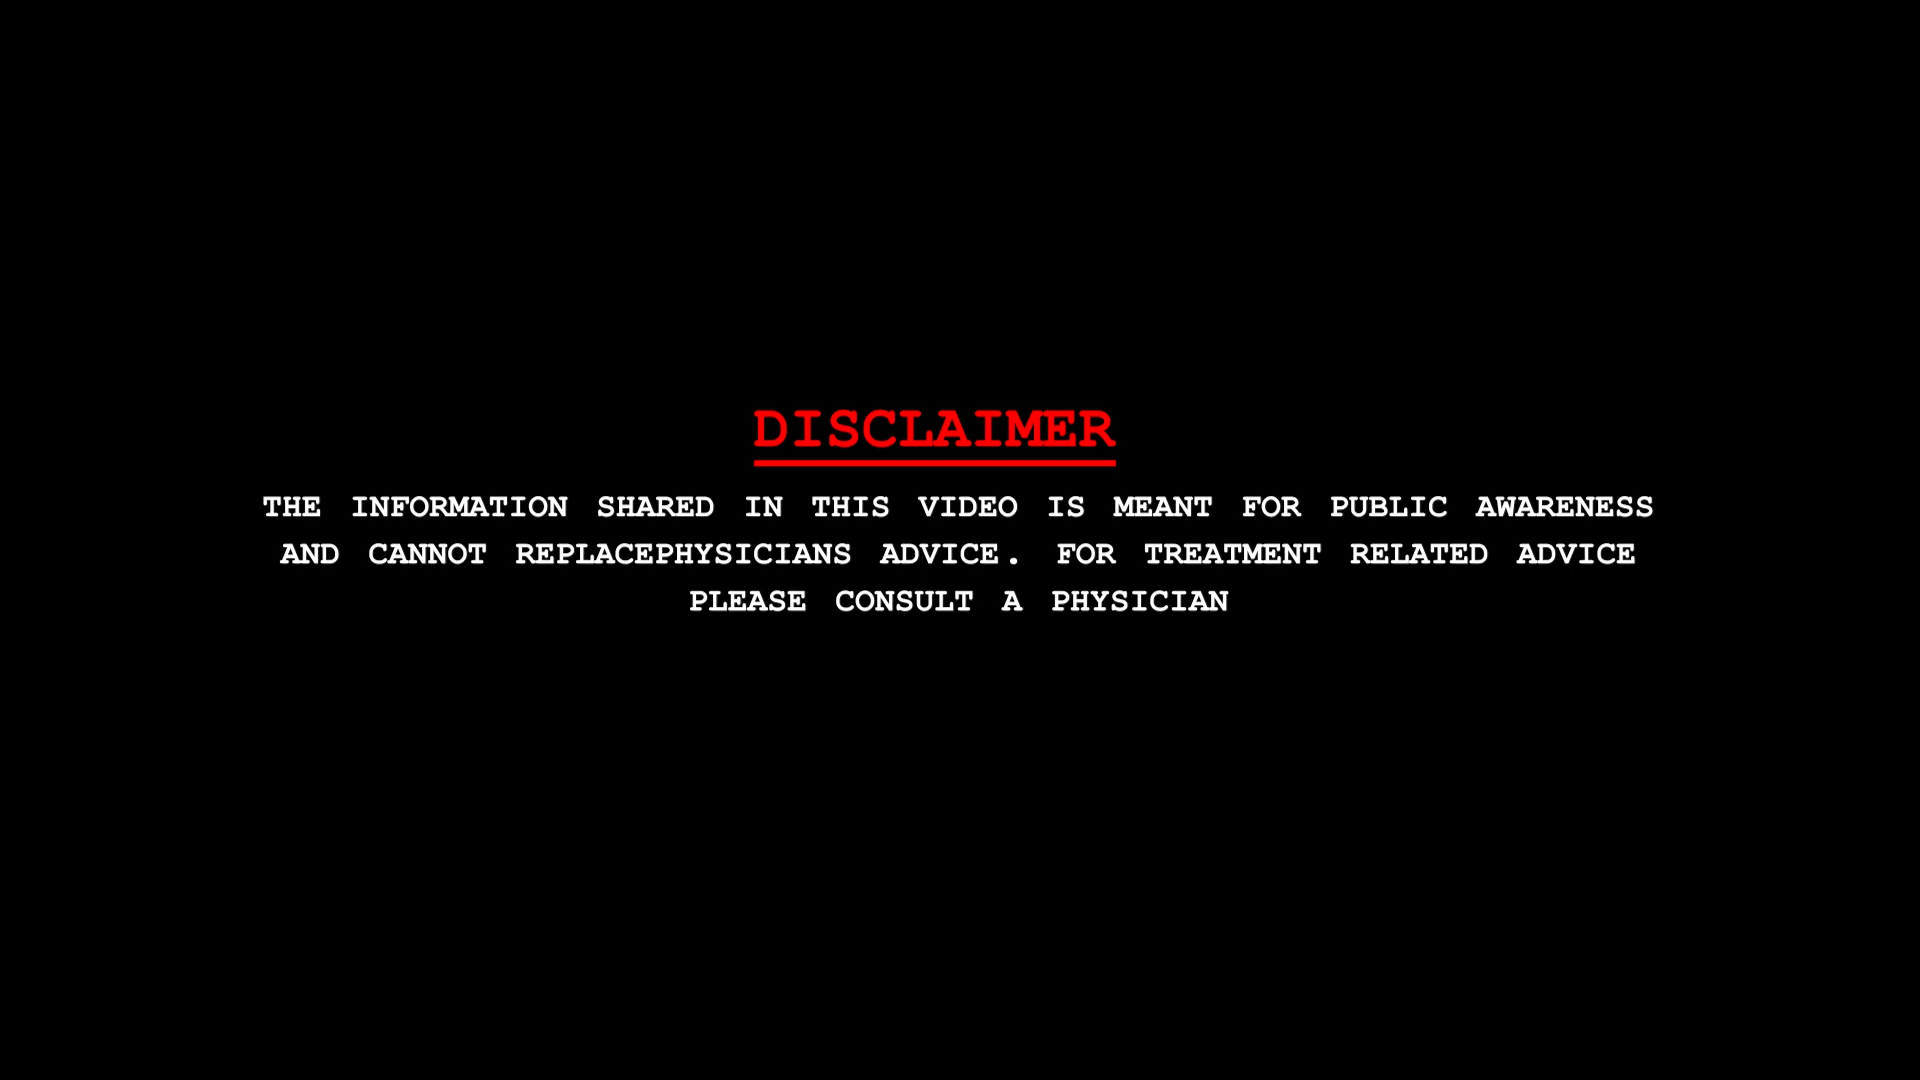 DISCLAIMER
THE INFORMATION SHARED IN THIS VIDEO IS MEANT FOR PUBLIC AWARENESS
AND CANNOT REPLACEPHYSICIANS ADVICE. FOR TREATMENT RELATED ADVICE
PLEASE CONSULT A PHYSICIAN